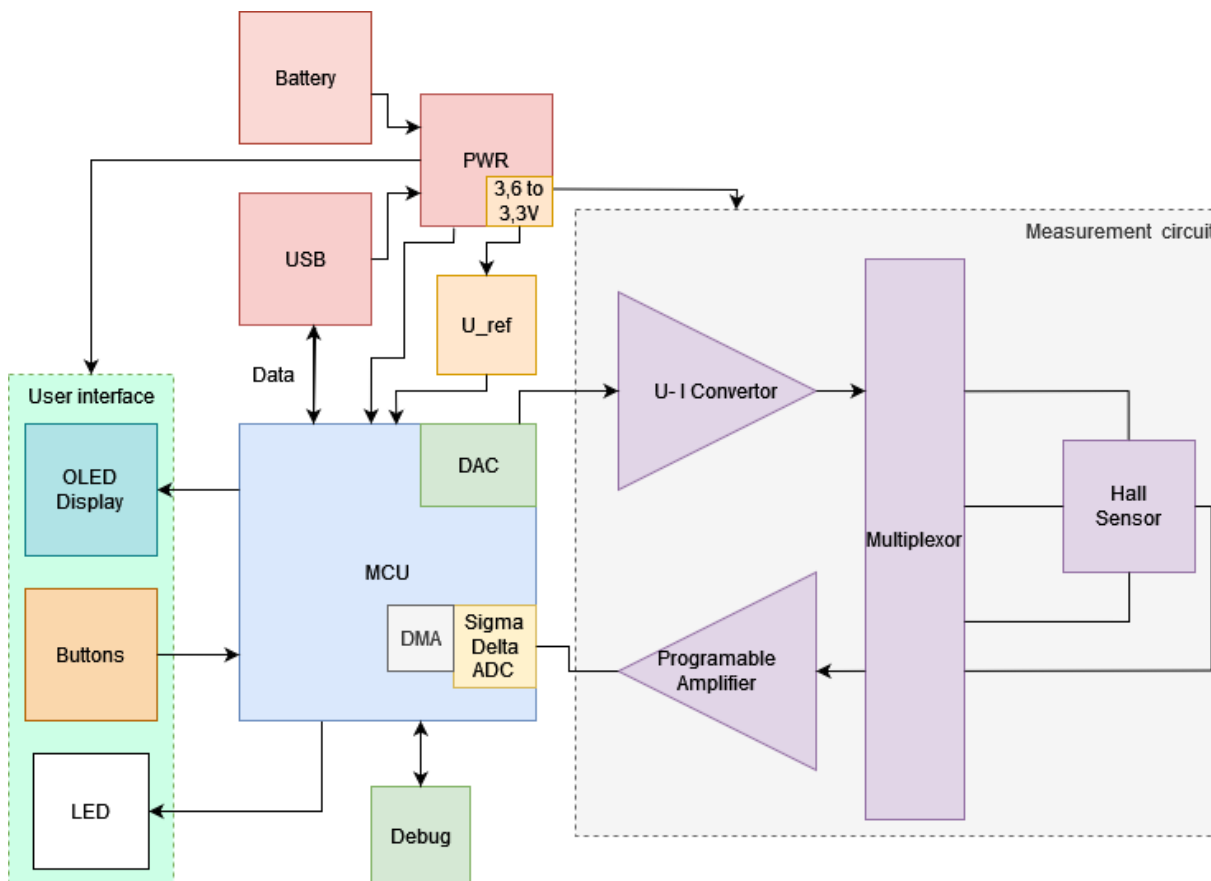 Battery
PWR
3,6 to
3,3V
USB
Measurement circuit
U_ref
Data
User interface
U- I Convertor
OLED
Display
DAC
Hall
Sensor
Multiplexor
MCU
DMA
Sigma
Delta
ADC
Buttons
Programable
Amplifier
LED
Debug